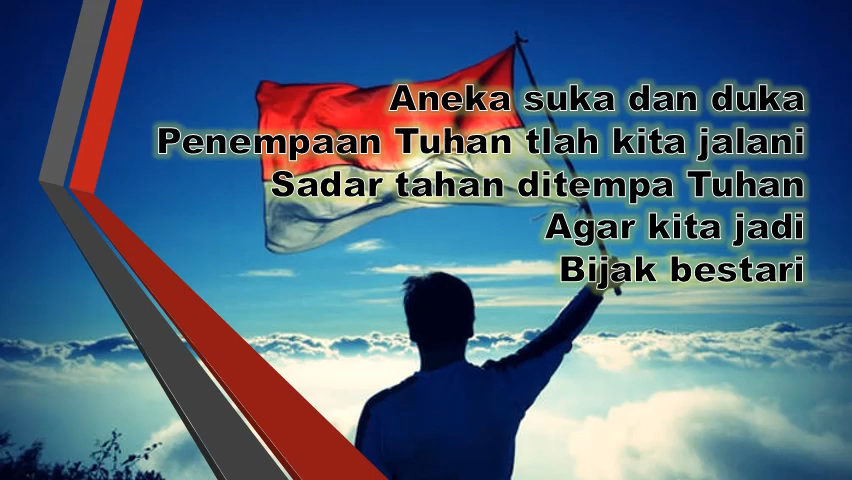 Aneka suka dan duka
Penempaan Tuhan tlah kita jalani
Sadar tahan ditempa Tuhan
Agar kita jadi
Bijak bestari